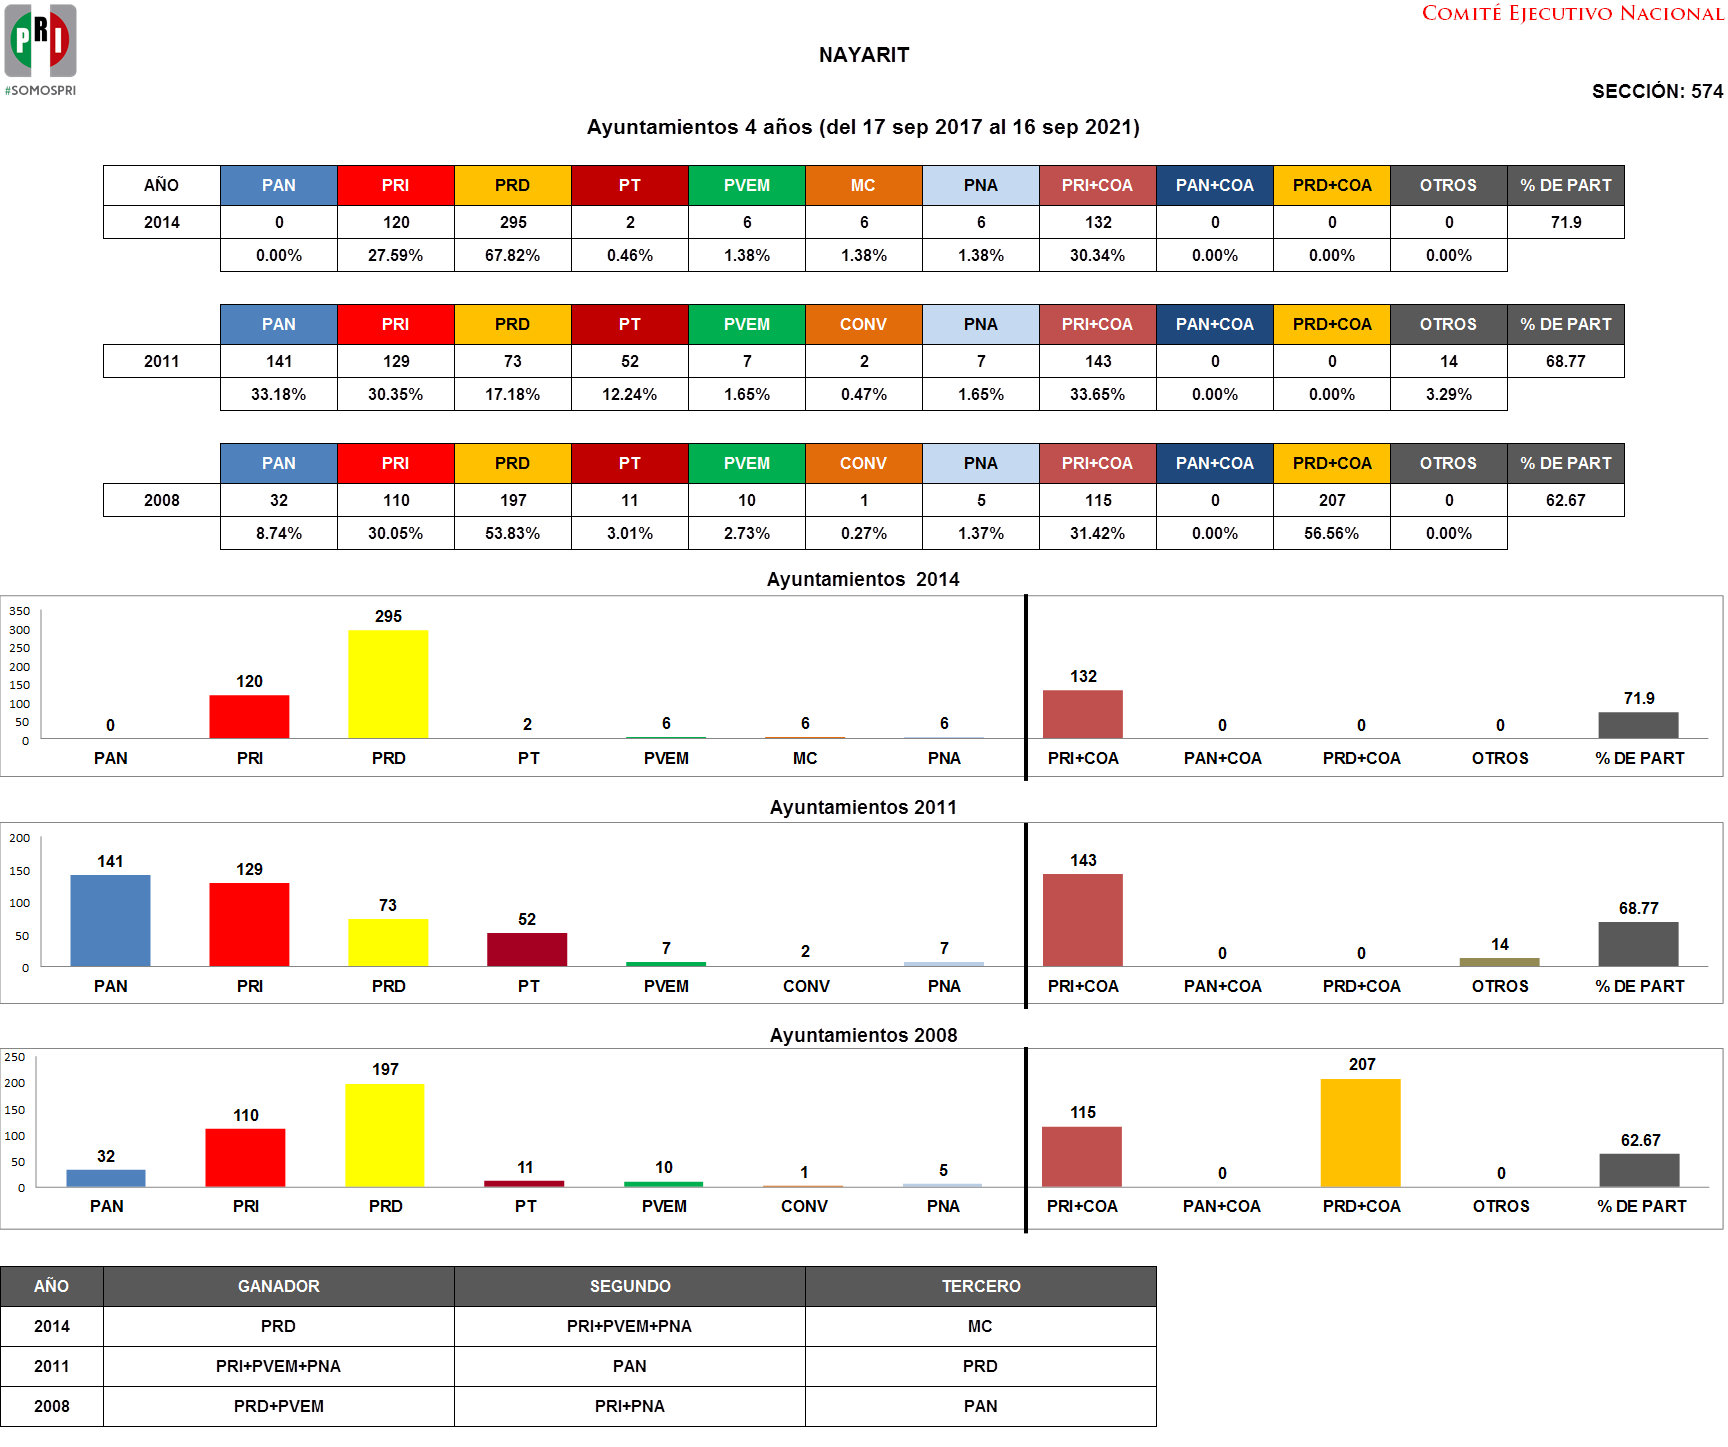 PRI
#SOMOSPRI
COMITÉ EJECUTIVO NACIONAL
NAYARIT
SECCIÓN: 574
Ayuntamientos 4 años (del 17 sep 2017 al 16 sep 2021)
AÑO PAN PRI PRD PT PVEM MC PNA PRI+COA PAN+COA PRD+COA OTROS % DE PART
2014 0 120 295 2 6 6 6 132 0 0 0 71.9
0.00% 27.59% 67.82% 0.46% 1.38% 1.38% 1.38% 30.34% 0.00% 0.00% 0.00%
PAN PRI PRD PT PVEM CONV PNA PRI+COA PAN+COA PRD+COA OTROS % DE PART
2011 141 129 73 52 7 2 7 143 0 0 14 68.77
33.18% 30.35% 17.18% 12.24% 1.65% 0.47% 1.65% 33.65% 0.00% 0.00% 3.29%
PAN PRI PRD PT PVEM CONV PNA PRI+COA PAN+COA PRD+COA OTROS % DE PART
2008 32 110 197 11 10 1 5 115 0 207 0 62.67
8.74% 30.05% 53.83% 3.01% 2.73% 0.27% 1.37% 31.42% 0.00% 56.56% 0.00%
Ayuntamientos 2014
350
300
250
200
150
100
50
0
0 120 295 2 6 6 6 132 0 0 0 71.9
PAN PRI PRD PT PVEM MC PNA PRI+COA PAN+COA PRD+COA OTROS % DE PART
Ayuntamientos 2011
200
150
100
50
0
141 129 73 52 7 2 7 143 0 0 14 68.77
PAN PRI PRD PT PVEM CONV PNA PRI+COA PAN+COA PRD+COA OTROS % DE PART
Ayuntamientos 2008
250
200
150
100
50
0
32 110 197 11 10 1 5 115 0 207 0 62.67
PAN PRI PRD PT PVEM CONV PNA PRI+COA PAN+COA PRD+COA OTROS % DE PART
AÑO GANADOR SEGUNDO TERCERO
2014 PRD PRI+PVEM+PNA MC
2011 PRI+PVEM+PNA PAN PRD
2008 PRD+PVEM PRI+PNA PAN